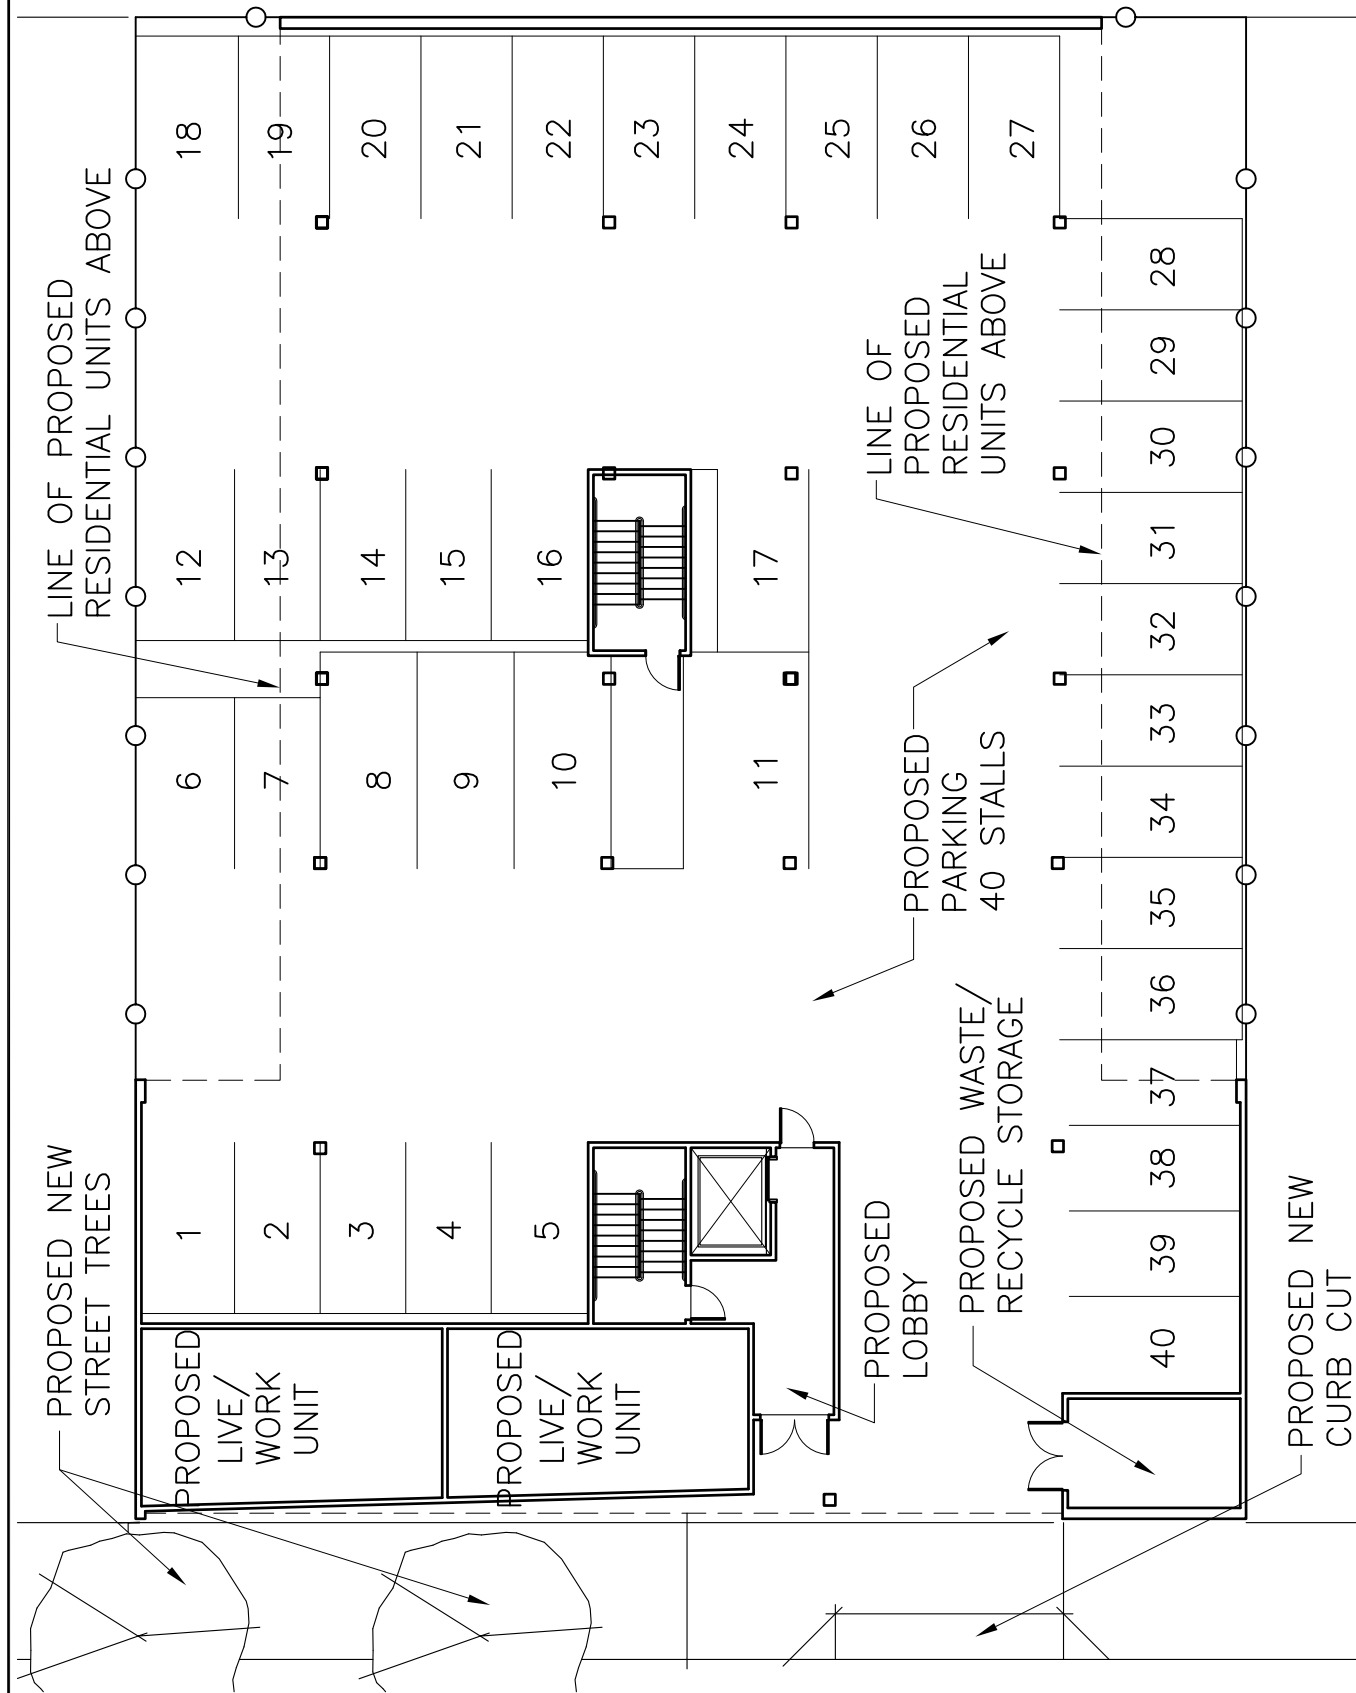 LINE OF PROPOSED
RESIDENTIAL UNITS ABOVE
PROPOSED NEW
STREET TREES
18
19
20
21
22
23
24
25
26
27
12
13
14
15
16
17
6
7
8
9
10
11
1
2
3
4
5
28
29
30
31
32
33
34
35
36
37
38
39
40
LINE OF
PROPOSED
RESIDENTIAL
UNITS ABOVE
PROPOSED
PARKING
40 STALLS
PROPOSED WASTE/
RECYCLE STORAGE
PROPOSED
LOBBY
PROPOSED
LIVE/
WORK
UNIT
PROPOSED
LIVE/
WORK
UNIT
PROPOSED NEW
CURB CUT